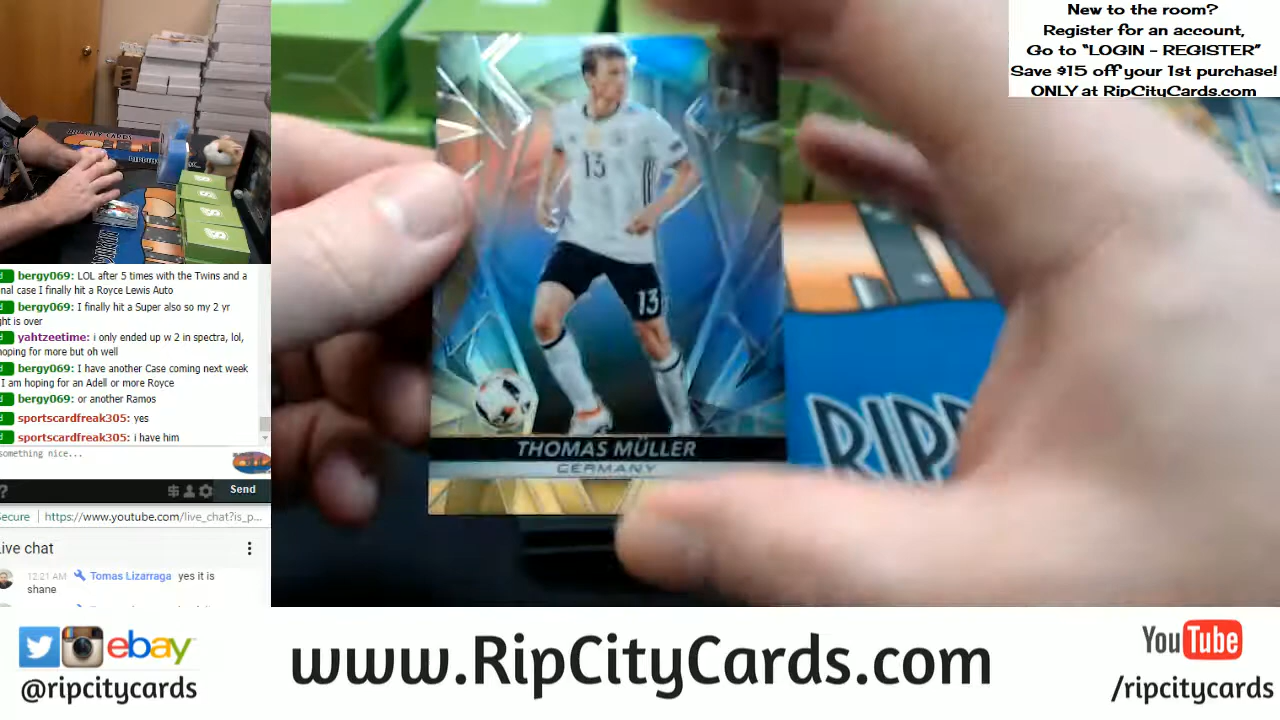 New to the room?
Register for an account,
Go to “LOGIN - REGISTER”
Save $15 off your 1st purchase!
ONLY at RipCityCards.com
RIP CITY CARDS
13
13
THOMAS MÜLLER
GERMANY
bergy069: LOL after 5 times with the Twins and a
nal case I finally hit a Royce Lewis Auto
bergy069: I finally hit a Super also so my 2 yr
ght is over
yahtzeetime: i only ended up w 2 in spectra, lol,
oping for more but oh well
bergy069: I have another Case coming next week
I am hoping for an Adell or more Royce
bergy069: or another Ramos
sportscardfreak305: yes
sportscardfreak305: i have him
something nice...
?
Send
Secure | https://www.youtube.com/live_chat?is_p...
ive chat
12:21 AM Tomas Lizarraga yes it is
shane
ebay
@ripcitycards
www.RipCityCards.com
YouTube
/ripcitycards